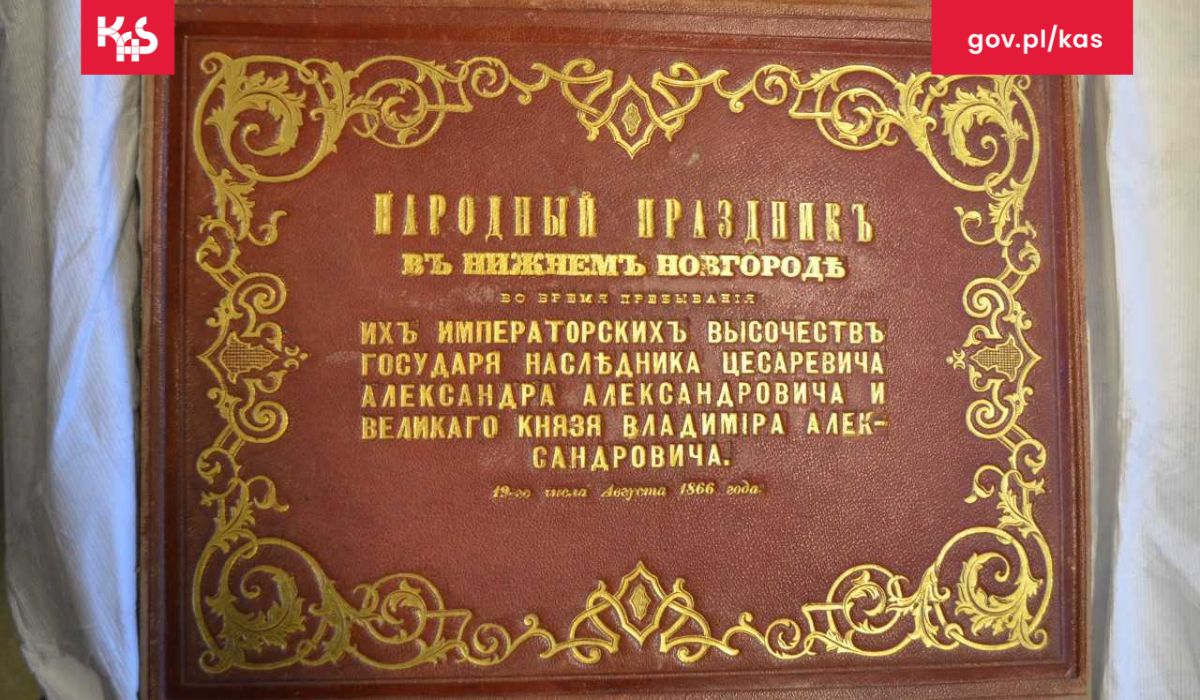 KAS
gov.pl/kas
НАРОДНЫЙ ПРАЗДНИКЪ
ВЪ НИЖНЕМЪ НОВГОРОДѢ
ВО ВРЕМЯ ПРЕБЫВАНІЯ
ИХЪ ИМПЕРАТОРСКИХЪ ВЫСОЧЕСТВЪ
ГОСУДАРЯ НАСЛѢДНИКА ЦЕСАРЕВИЧА
АЛЕКСАНДРА АЛЕКСАНДРОВИЧА И
ВЕЛИКАГО КНЯЗЯ ВЛАДИМІРА АЛЕК-
САНДРОВИЧА.
19-го числа Августа 1866 года.